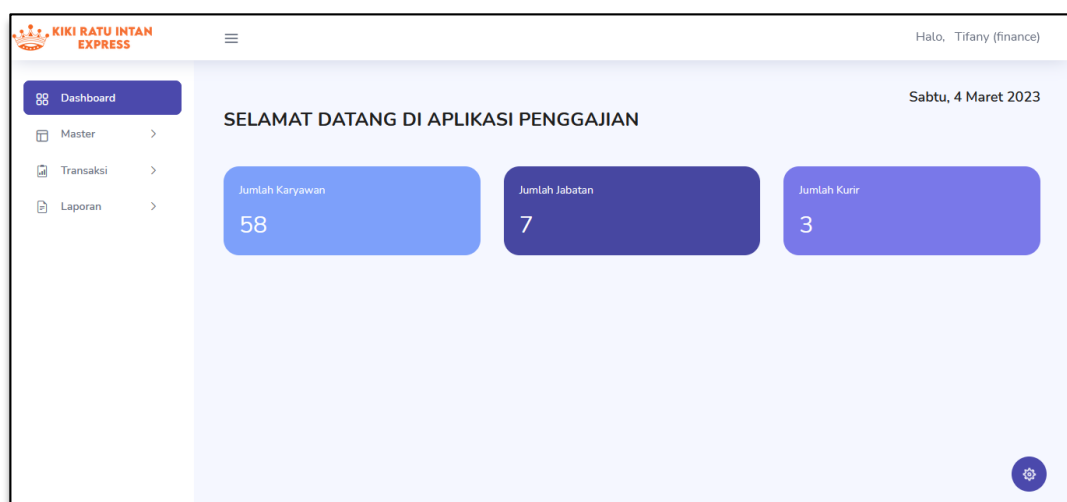 KIKI RATU INTAN
EXPRESS
Halo, Tifany (finance)
Dashboard
Master
Transaksi
Laporan
Sabtu, 4 Maret 2023
SELAMAT DATANG DI APLIKASI PENGGAJIAN
Jumlah Karyawan
58
Jumlah Jabatan
7
Jumlah Kurir
3